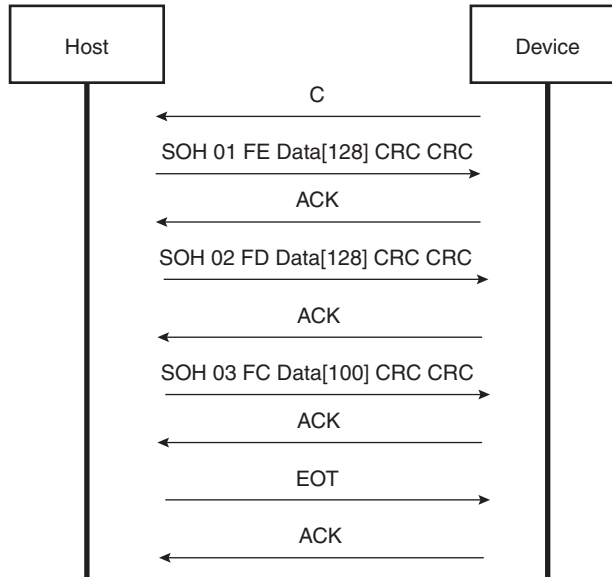 Host
Device
C
SOH 01 FE Data[128] CRC CRC
ACK
SOH 02 FD Data[128] CRC CRC
ACK
SOH 03 FC Data[100] CRC CRC
ACK
EOT
ACK